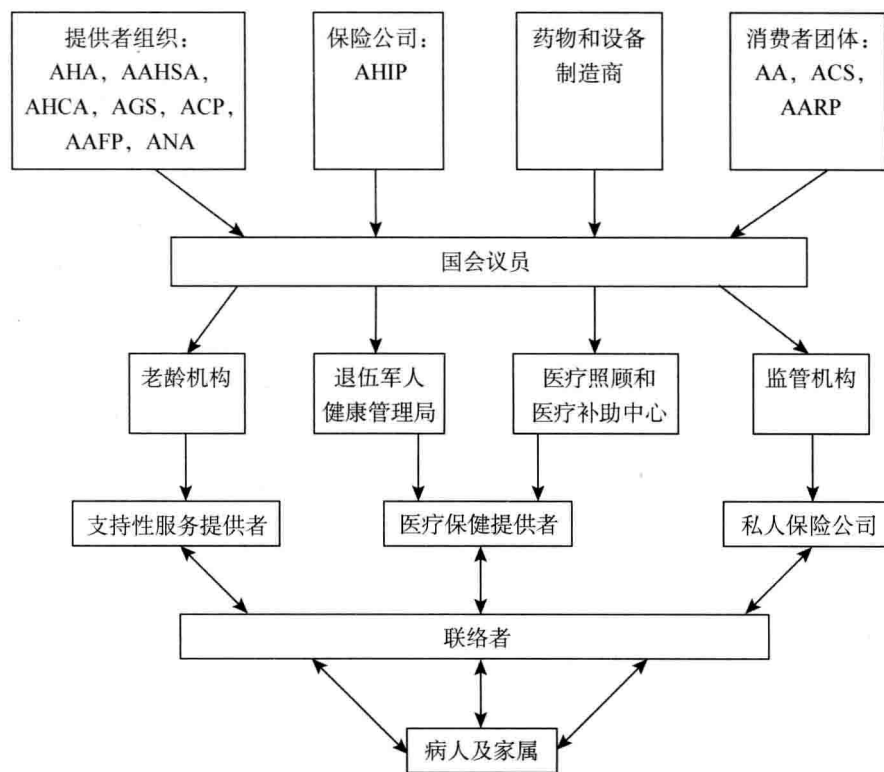 提供者组织：
AHA，AAHSA，
AHCA，AGS，ACP，
AAFP，ANA
保险公司：
AHIP
药物和设备
制造商
消费者团体：
AA，ACS，
AARP
国会议员
老龄机构
退伍军人
健康管理局
医疗照顾和
医疗补助中心
监管机构
支持性服务提供者
医疗保健提供者
私人保险公司
联络者
病人及家属